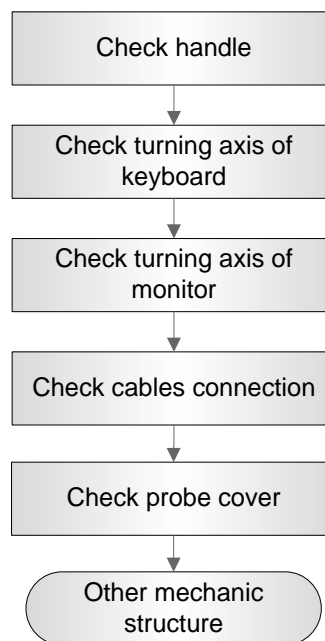 Check handle
Check turning axis of
keyboard
Check turning axis of
monitor
Check cables connection
Check probe cover
Other mechanic
structure